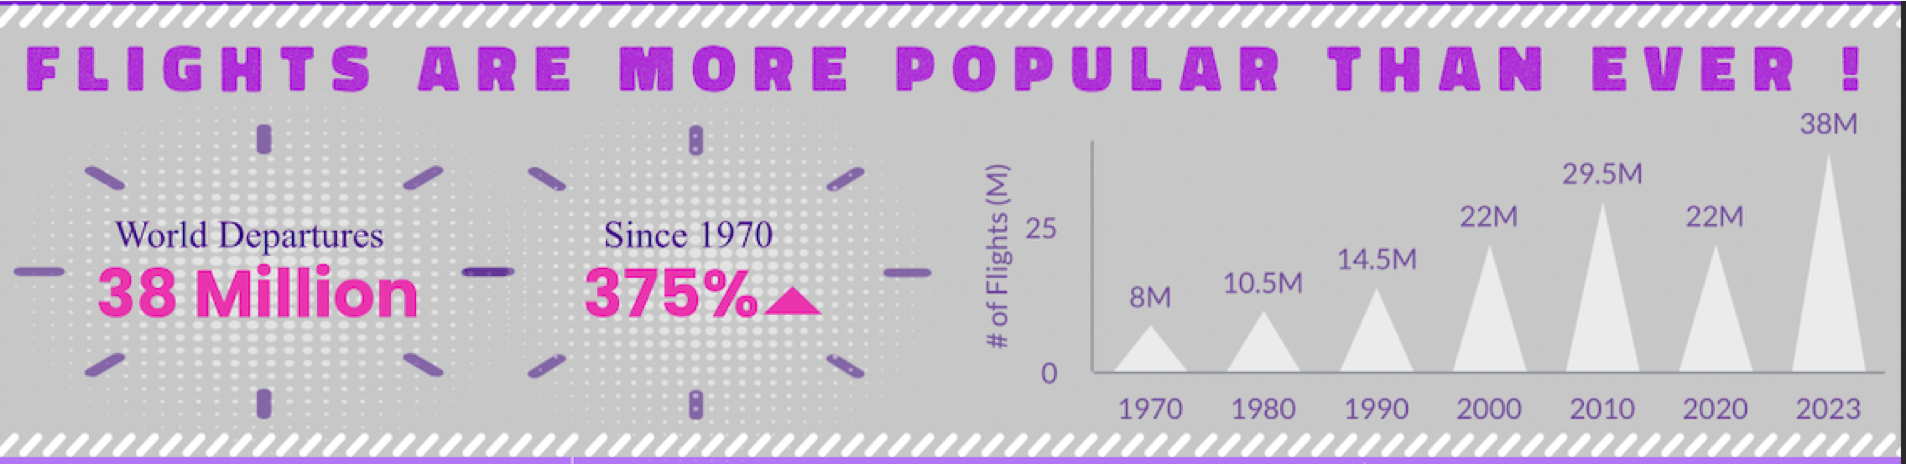 FLIGHTS ARE MORE POPULAR THAN EVER !
World Departures
38 Million
Since 1970
375%
# of Flights (M)
25
0
8M
10.5M
14.5M
22M
29.5M
22M
38M
1970 1980 1990 2000 2010 2020 2023